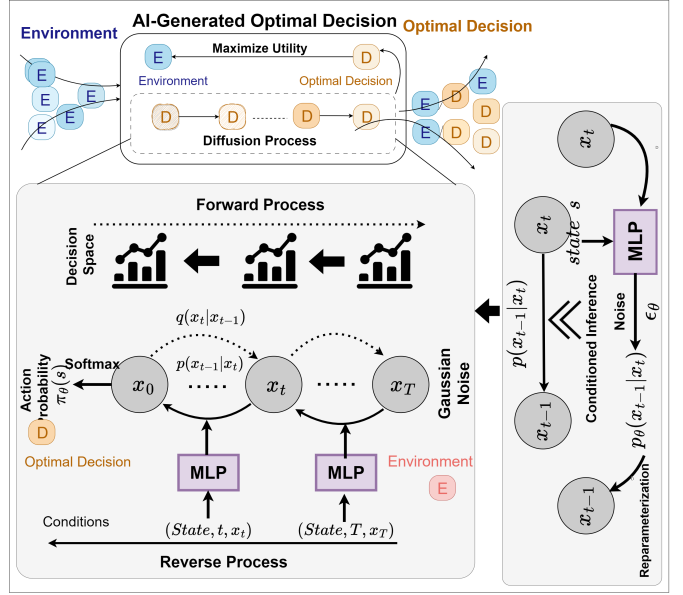 AI-Generated Optimal Decision
Environment
Optimal Decision
Maximize Utility
E
D
Environment
Optimal Decision
D
D
D
D
Diffusion Process
E
E
E
E
E
E
D
E
D
E
D
D
Forward Process
Decision
Space
q(x_t|x_{t-1})
p(x_{t-1}|x_t)
Softmax
x_0
......
x_t
.....
x_T
Gaussian
Noise
Action
Probability
π_θ(s)
D
Optimal Decision
MLP
MLP
Environment
E
Conditions
(State, t, x_t)
(State, T, x_T)
Reverse Process
x_t
x_t
state s
MLP
p(x_{t-1}|x_t)
Conditioned Inference
Noise
ϵ_θ
x_{t-1}
p_θ(x_{t-1}|x_t)
x_{t-1}
Reparameterization